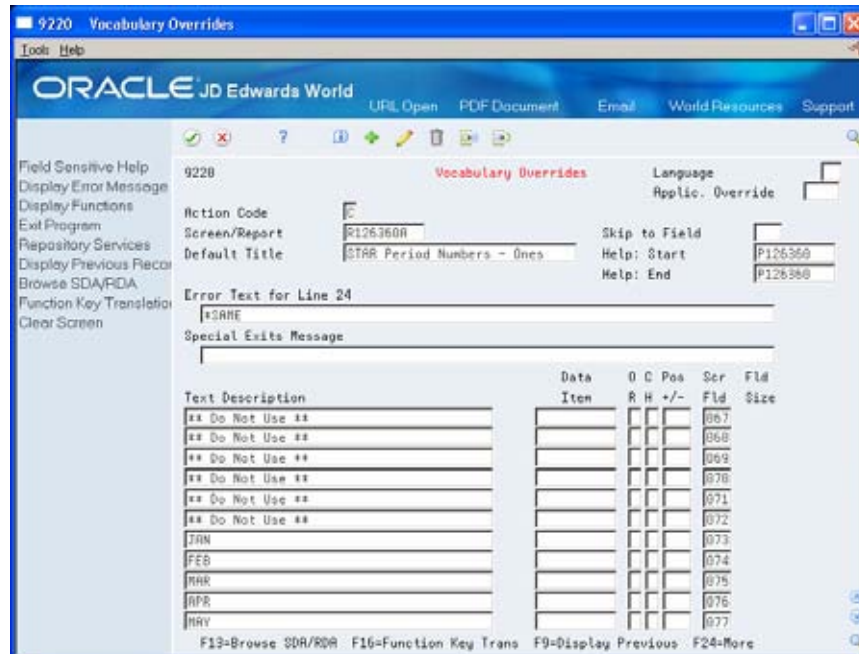 9220 Vocabulary Overrides
Tools Help
ORACLE JD Edwards World
URL Open PDF Document Email World Resources Support
Field Sensitive Help
Display Error Message
Display Functions
Exit Program
Repository Services
Display Previous Recor
Browse SDA/RDA
Function Key Translation
Clear Screen
9220 Vocabulary Overrides Language
Applic. Override
Action Code C
Screen/Report R126360A Skip to Field
Default Title STAR Period Numbers - Ones Help: Start P126360
Help: End P126360
Error Text for Line 24
*SAME
Special Exits Message
Data O C Pos Scr Fld
Text Description Item R H +/- Fld Size
** Do Not Use ** 067
** Do Not Use ** 068
** Do Not Use ** 069
** Do Not Use ** 070
** Do Not Use ** 071
** Do Not Use ** 072
JAN 073
FEB 074
MAR 075
APR 076
MAY 077
F13=Browse SDA/RDA F16=Function Key Trans F9=Display Previous F24=More